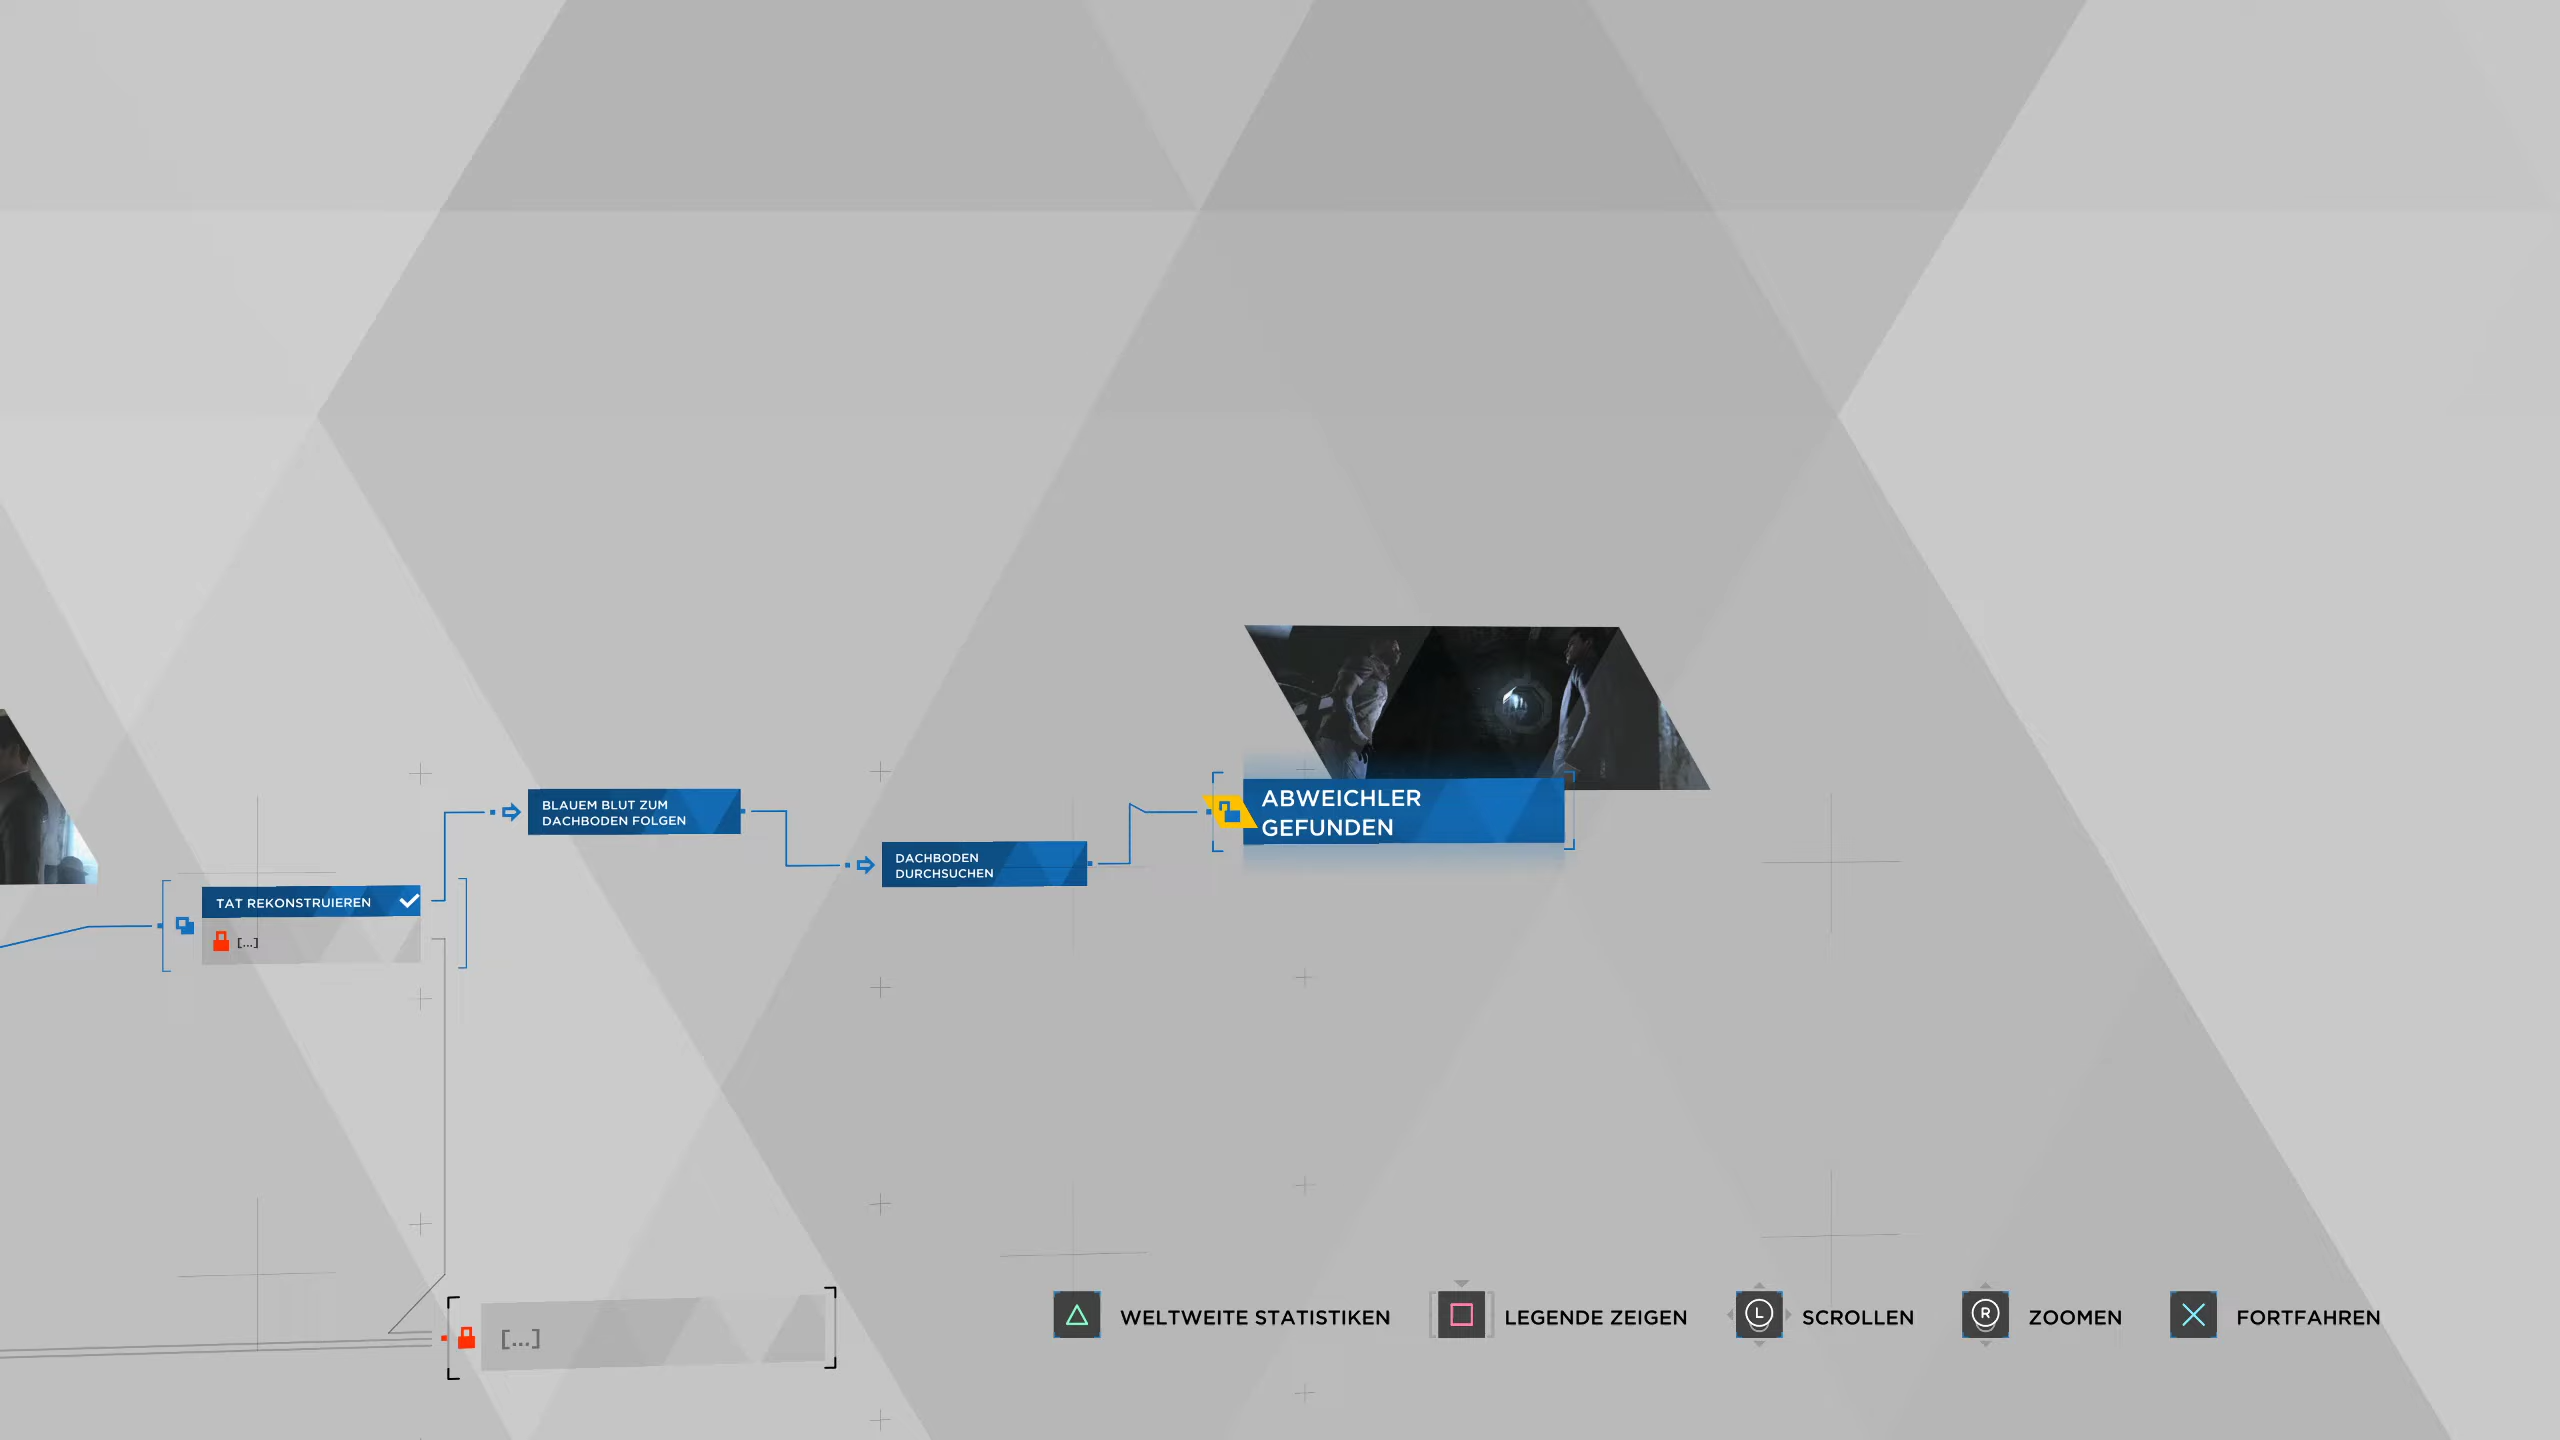 BLAUEM BLUT ZUM
DACHBODEN FOLGEN
ABWEICHLER
GEFUNDEN
DACHBODEN
DURCHSUCHEN
TAT REKONSTRUIEREN
[...]
[...]
WELTWEITE STATISTIKEN
LEGENDE ZEIGEN
L
SCROLLEN
R
ZOOMEN
FORTFAHREN